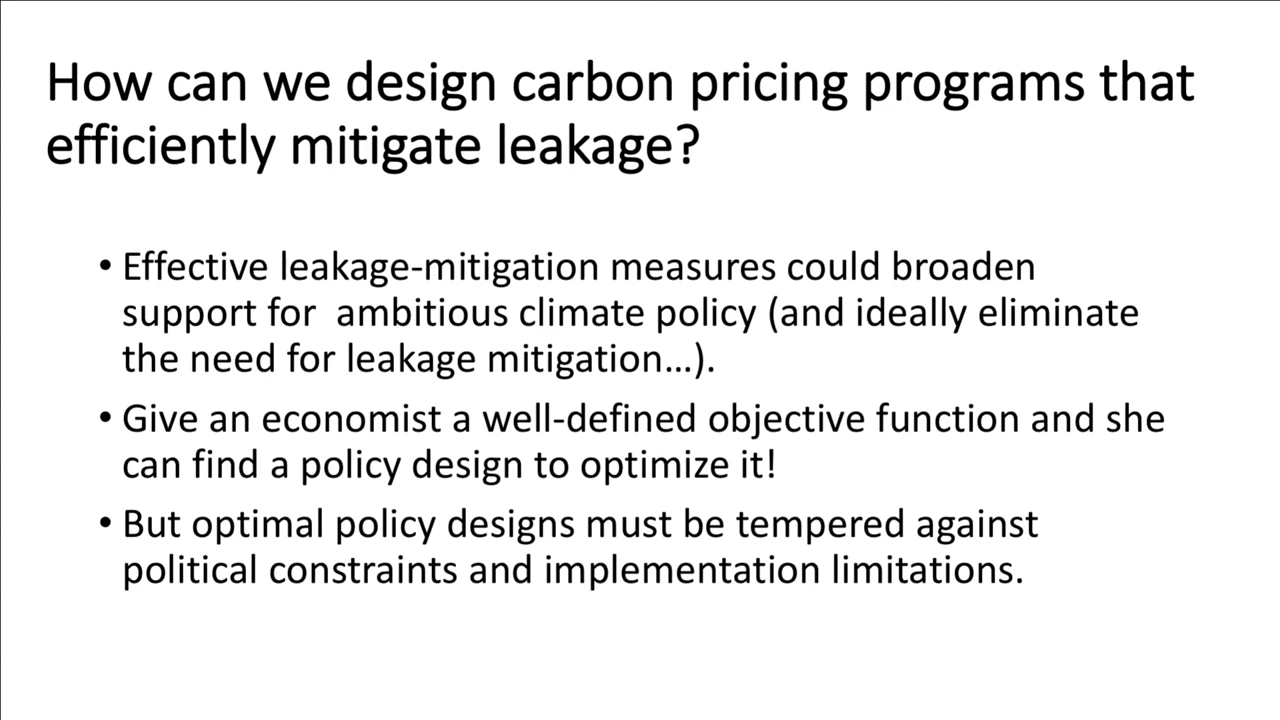 How can we design carbon pricing programs that
efficiently mitigate leakage?
• Effective leakage-mitigation measures could broaden
support for  ambitious climate policy (and ideally eliminate
the need for leakage mitigation…).
• Give an economist a well-defined objective function and she
can find a policy design to optimize it!
• But optimal policy designs must be tempered against
political constraints and implementation limitations.